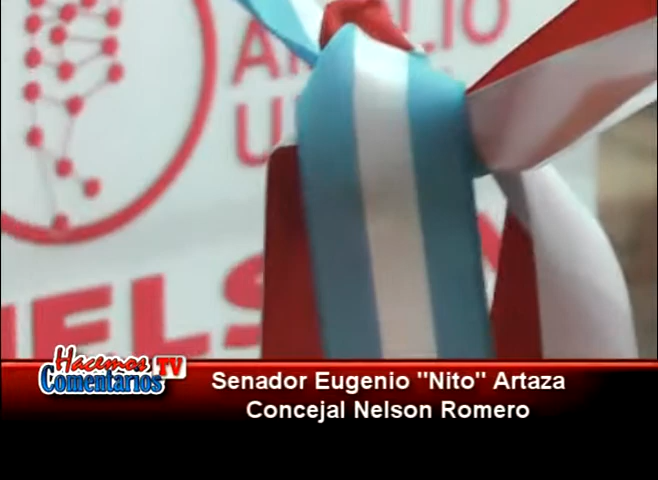 Hacemos
Comentarios TV
Senador Eugenio "Nito" Artaza
Concejal Nelson Romero